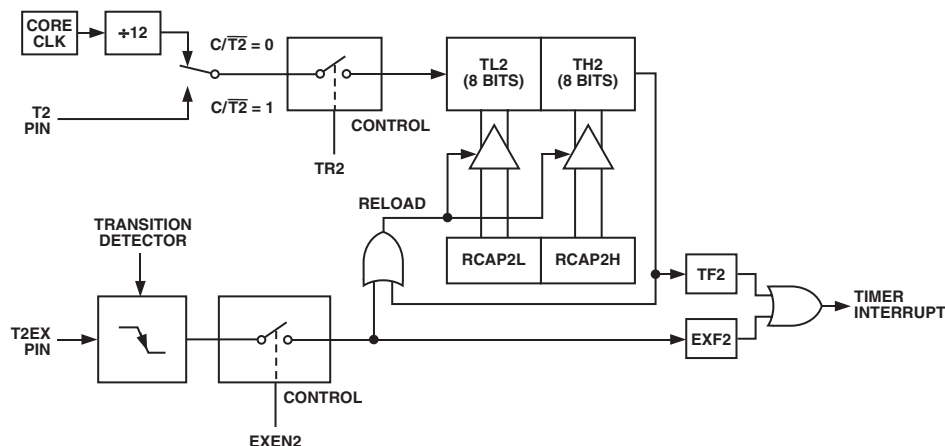 CORE
CLK
÷12
C/T2̅ = 0
C/T2̅ = 1
T2
PIN
CONTROL
TR2
TL2
(8 BITS)
TH2
(8 BITS)
RELOAD
TRANSITION
DETECTOR
RCAP2L
RCAP2H
T2EX
PIN
CONTROL
EXEN2
TF2
EXF2
TIMER
INTERRUPT